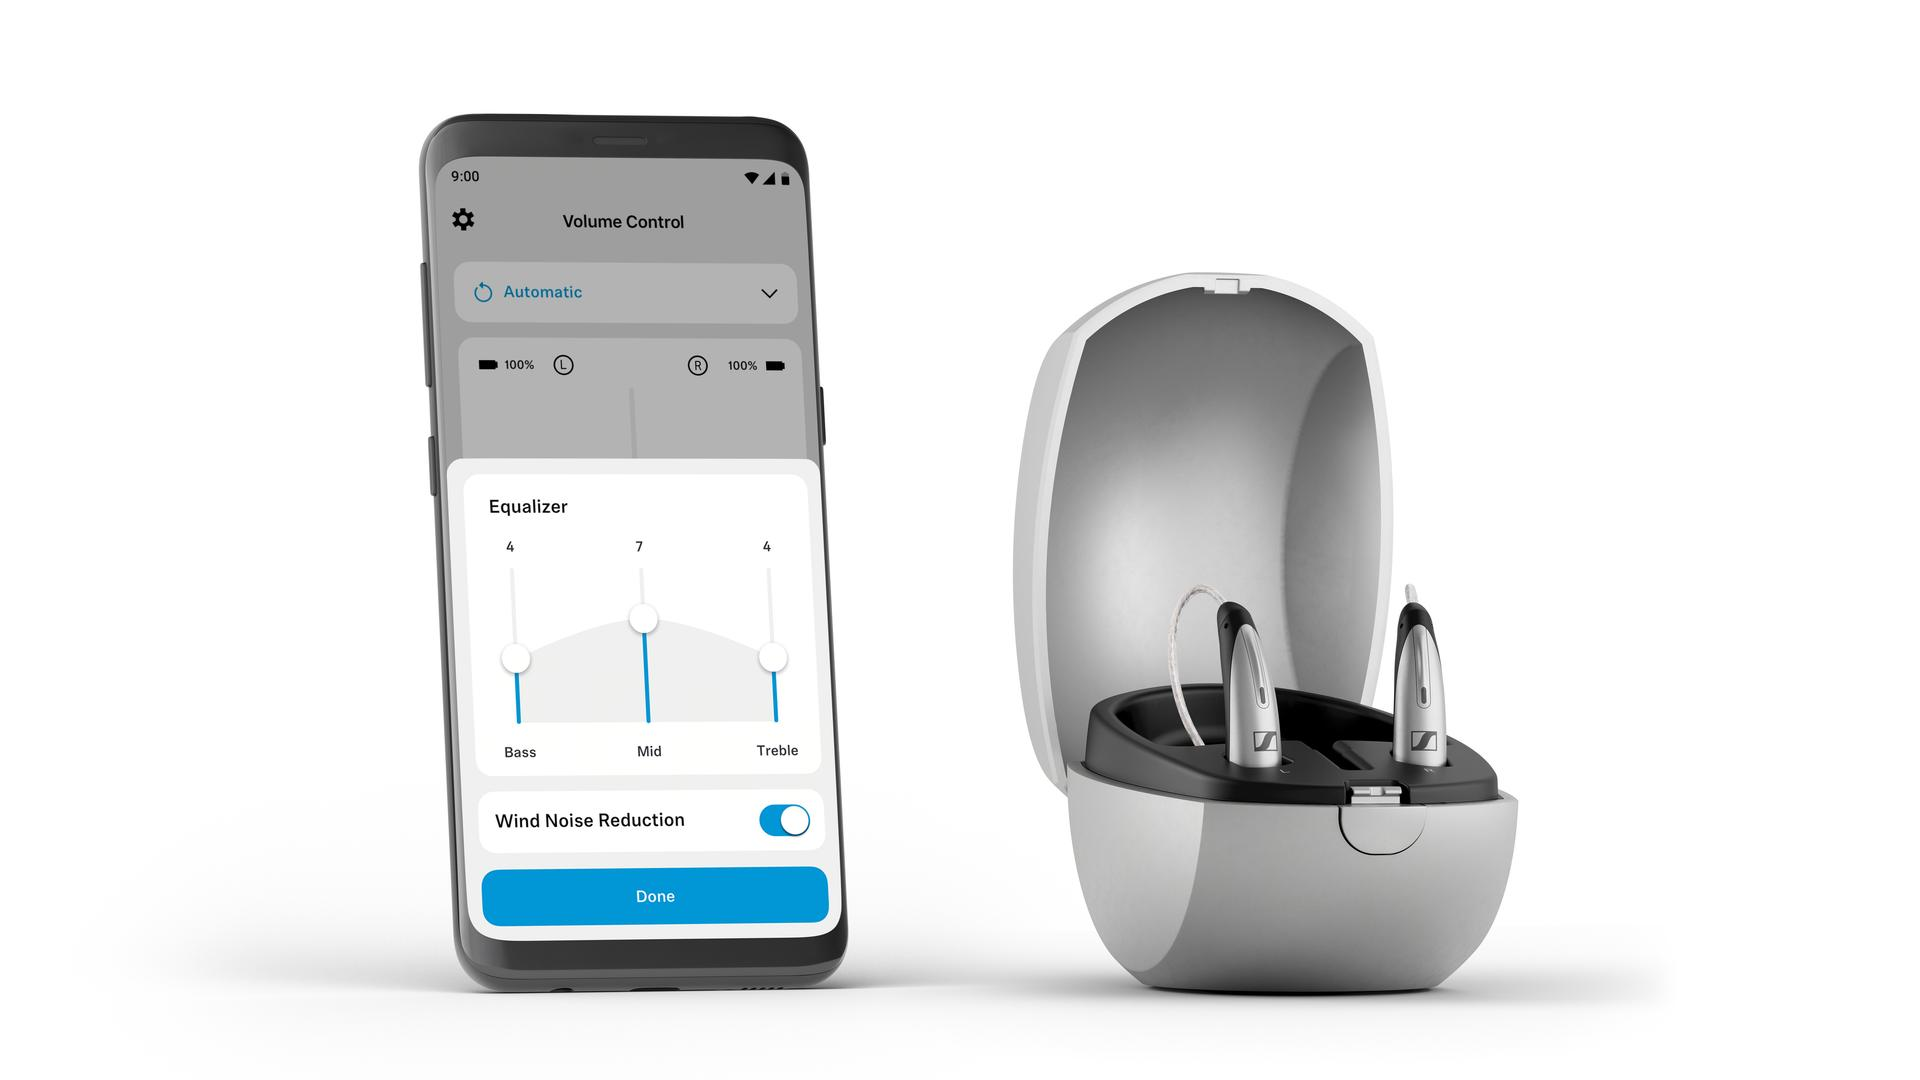 9:00
Volume Control
Automatic
100% L R 100%
Equalizer
4 7 4
Bass Mid Treble
Wind Noise Reduction
Done
L R